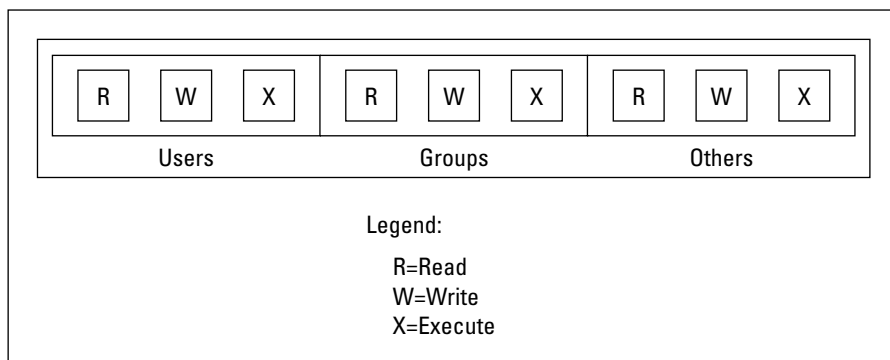 R W X R W X R W X
Users Groups Others
Legend:
R=Read
W=Write
X=Execute